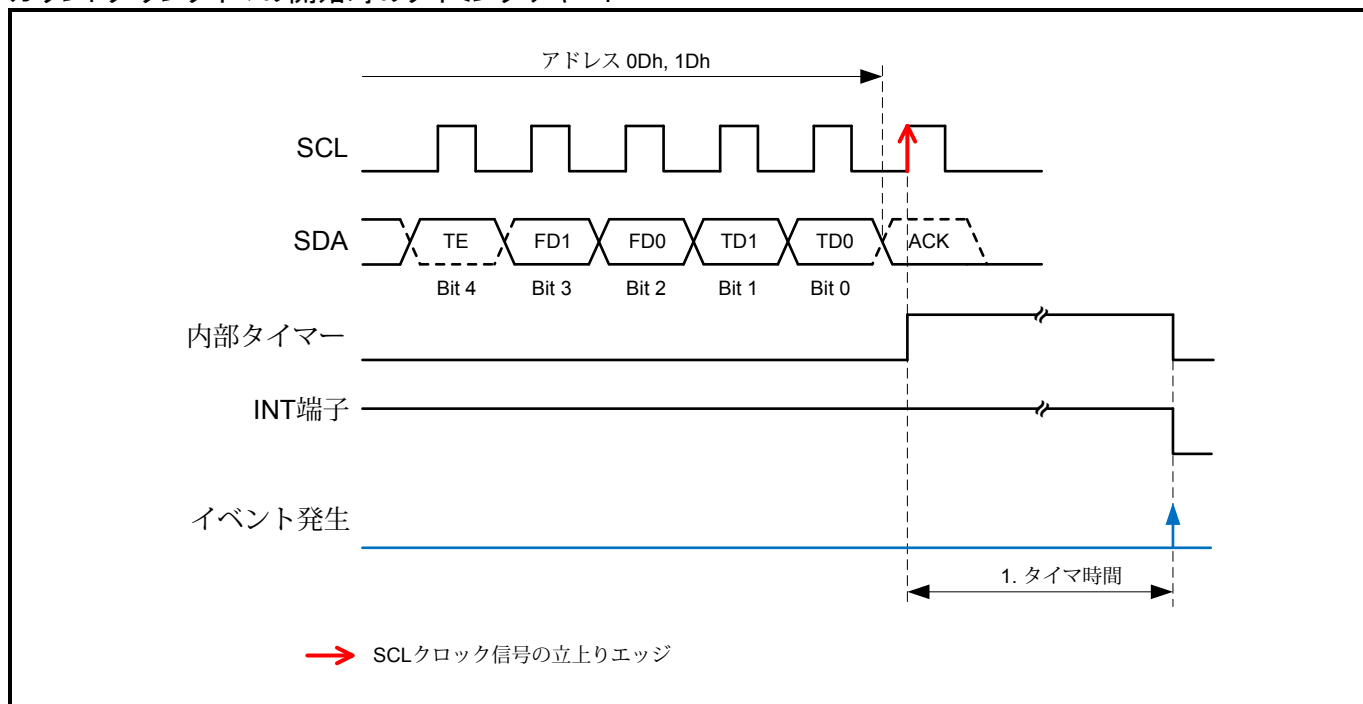 アドレス 0Dh, 1Dh
SCL
SDA
TE
FD1
FD0
TD1
TD0
ACK
Bit 4
Bit 3
Bit 2
Bit 1
Bit 0
内部タイマー
INT端子
イベント発生
1. タイマ時間
SCLクロック信号の立上りエッジ